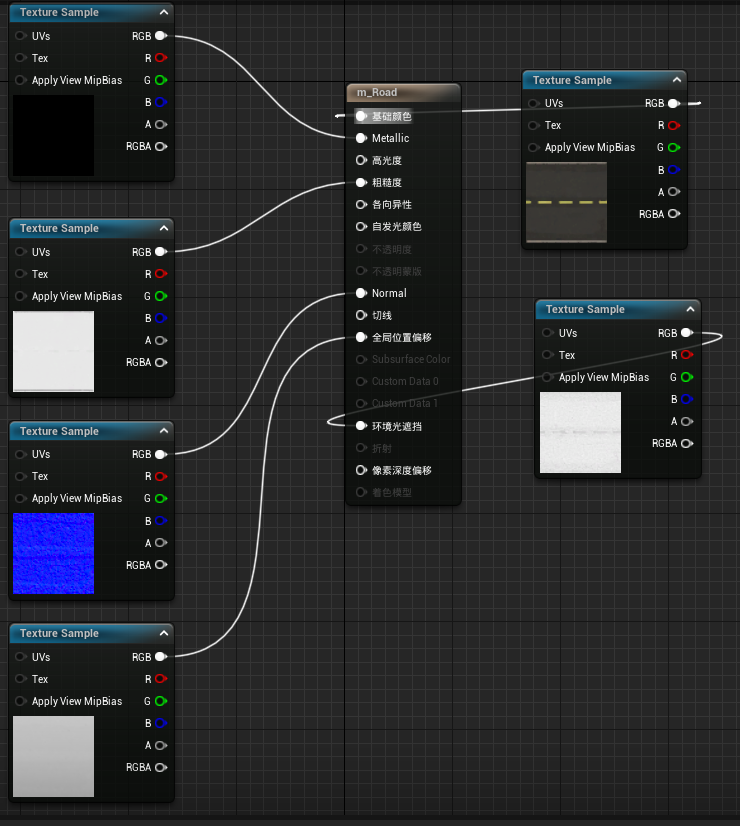 Texture Sample
UVs RGB
Tex R
Apply View MipBias G
B
A
RGBA
Texture Sample
UVs RGB
Tex R
Apply View MipBias G
B
A
RGBA
Texture Sample
UVs RGB
Tex R
Apply View MipBias G
B
A
RGBA
Texture Sample
UVs RGB
Tex R
Apply View MipBias G
B
A
RGBA
m_Road
基础颜色
Metallic
高光度
粗糙度
各向异性
自发光颜色
不透明度
不透明蒙版
Normal
切线
全局位置偏移
Subsurface Color
Custom Data 0
Custom Data 1
环境光遮挡
折射
像素深度偏移
着色模型
Texture Sample
UVs RGB
Tex R
Apply View MipBias G
B
A
RGBA
Texture Sample
UVs RGB
Tex R
Apply View MipBias G
B
A
RGBA